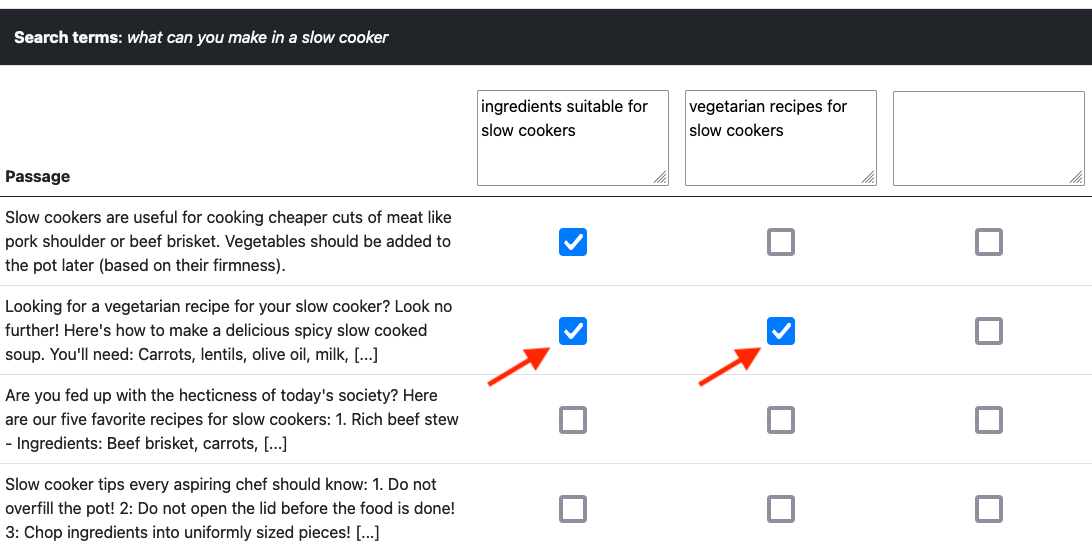 Search terms: what can you make in a slow cooker
ingredients suitable for
slow cookers
vegetarian recipes for
slow cookers
Passage
Slow cookers are useful for cooking cheaper cuts of meat like
pork shoulder or beef brisket. Vegetables should be added to
the pot later (based on their firmness).
Looking for a vegetarian recipe for your slow cooker? Look no
further! Here's how to make a delicious spicy slow cooked
soup. You'll need: Carrots, lentils, olive oil, milk, [...]
Are you fed up with the hecticness of today's society? Here
are our five favorite recipes for slow cookers: 1. Rich beef stew
- Ingredients: Beef brisket, carrots, [...]
Slow cooker tips every aspiring chef should know: 1. Do not
overfill the pot! 2: Do not open the lid before the food is done!
3: Chop ingredients into uniformly sized pieces! [...]